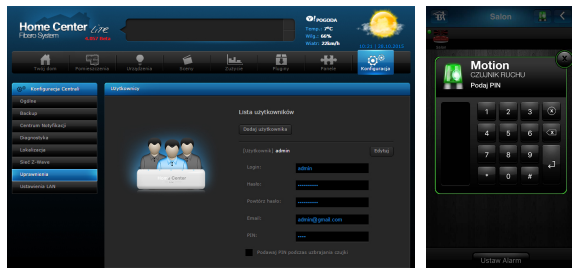 Home Center Lite
Fibaro System
POGODA
Temp.: 7°C
Wilg.: 66%
Wiatr: 22km/h
Twój dom
Pomieszczenia
Urządzenia
Sceny
Zużycie
Pluginy
Panele
Konfiguracja
Konfiguracja Centrali
Ogólne
Backup
Centrum Notyfikacji
Diagnostyka
Lokalizacja
Sieć Z-Wave
Uprawnienia
Ustawienia LAN
Użytkownicy
Lista użytkowników
Dodaj użytkownika
[Użytkownik] admin
Edytuj
Login:
admin
Hasło:
Powtórz hasło:
Email:
admin@gmail.com
PIN:
Podawaj PIN podczas uzbrajania czujki
Center
Salon
Motion
CZUJNIK RUCHU
Podaj PIN
1 2 3
4 5 6
7 8 9
* 0 #
Ustaw Alarm